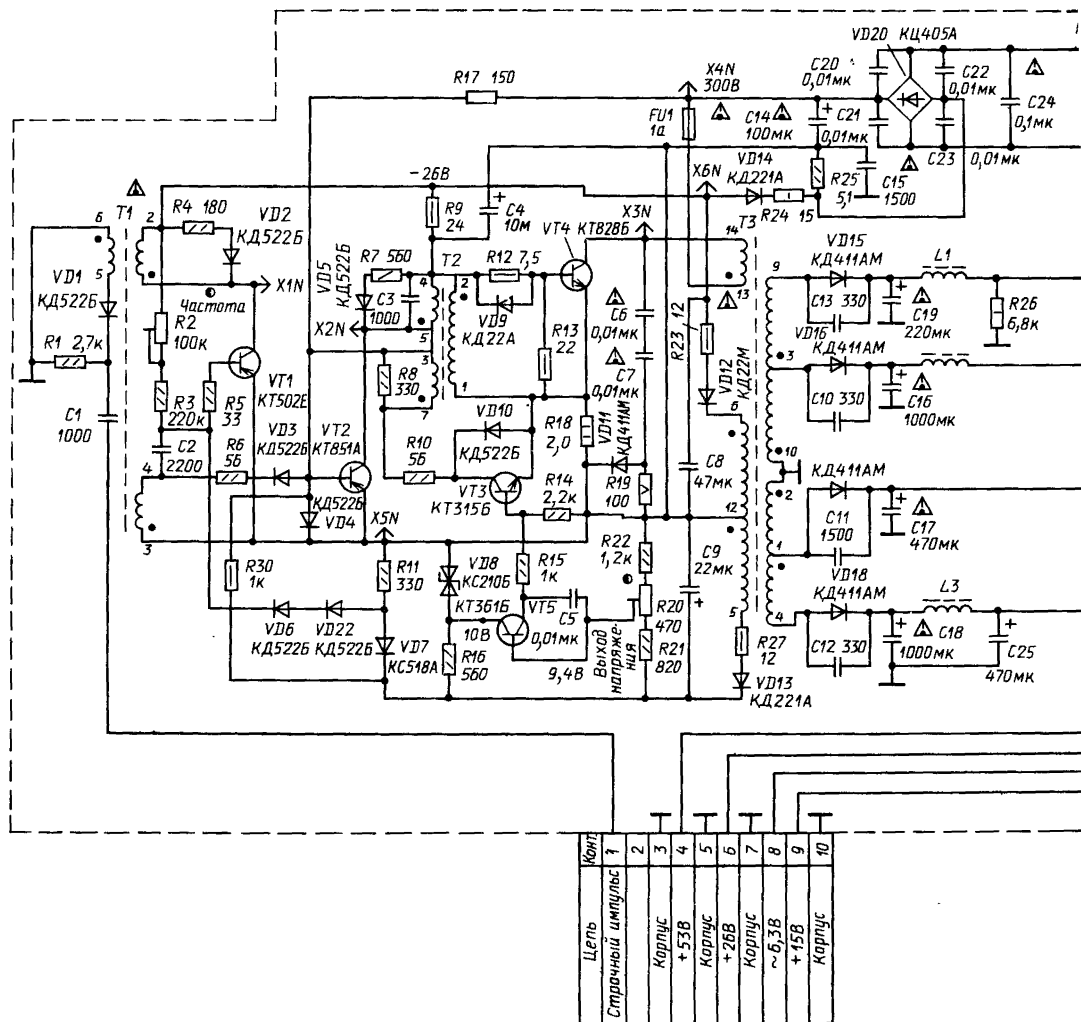 VD20 КЦ405А
C20
0,01мк
C22
0,01мк
C24
0,1мк
R17 150
X4N
300В
FU1
1а
C14
100мк
C21
0,01мк
C23
0,01мк
-26В
X6N
VD14
КД221А
R25
5,1
C15
1500
R24 15
T1
6
5
2
R4 180
VD2
КД522Б
R9
24
C4
10м
VT4
КТ828Б
X3N
T3
14
13
VD1
КД522Б
Частота
X1N
VD5
КД522Б
R7 560
C3
1000
T2
4
5
3
7
2
1
R12 7,5
VD9
КД22А
X2N
R13
22
C6
0,01мк
C7
0,01мк
R23
12
VD12
КД22М
VD15
КД411АМ
L1
9
C13 330
C19
220мк
R26
6,8к
VD16
КД411АМ
3
C10 330
C16
1000мк
R1 2,7к
R2
100к
VT1
КТ502Е
R3
220к
R5
33
R8
330
C1
1000
C2
2200
R6
56
VD3
КД522Б
VT2
КТ851А
R10
56
VD10
КД522Б
VT3
КТ315Б
R18
2,0
VD11
КД411АМ
R14
2,2к
R19
100
C8
47мк
6
12
5
10
2
1
4
КД411АМ
C11
1500
C17
470мк
4
3
КД522Б
VD4
X5N
R30
1к
R11
330
VD8
КС210Б
R15
1к
R22
1,2к
C9
22мк
VD18
КД411АМ
L3
C12 330
C18
1000мк
C25
470мк
VD6
КД522Б
VD22
КД522Б
VD7
КС518А
КТ361Б
VT5
10В
C5
0,01мк
R16
560
9,4В
Выход
напряже-
ния
R20
470
R21
820
R27
12
VD13
КД221А
Конт.
Цепь
1
Строчный импульс
2
3
Корпус
4
+53В
5
Корпус
6
+26В
7
Корпус
8
~6,3В
9
+15В
10
Корпус